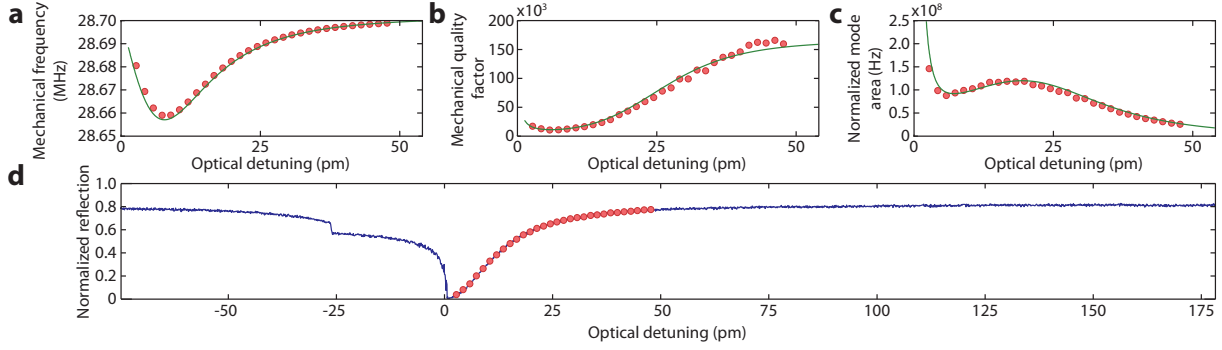 a
Mechanical frequency
(MHz)
28.70
28.69
28.68
28.67
28.66
28.65
0
25
50
Optical detuning (pm)
b
Mechanical quality
factor
×10³
200
150
100
50
0
0
25
50
Optical detuning (pm)
c
Normalized mode
area (Hz)
×10⁸
2.5
2
1.5
1
0.5
0
0
25
50
Optical detuning (pm)
d
Normalized reflection
1.0
0.8
0.6
0.4
0.2
0
-50
-25
0
25
50
75
100
125
150
175
Optical detuning (pm)